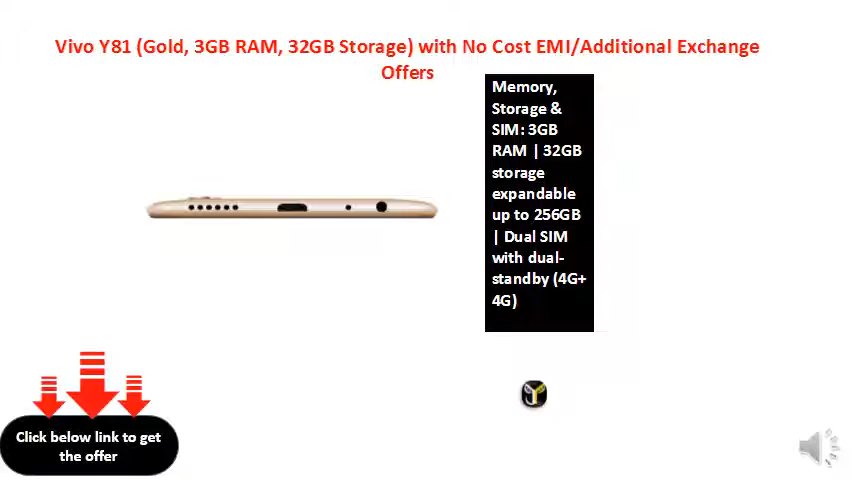 Vivo Y81 (Gold, 3GB RAM, 32GB Storage) with No Cost EMI/Additional Exchange
Offers
Memory,
Storage &
SIM: 3GB
RAM | 32GB
storage
expandable
up to 256GB
| Dual SIM
with dual-
standby (4G+
4G)
Click below link to get
the offer